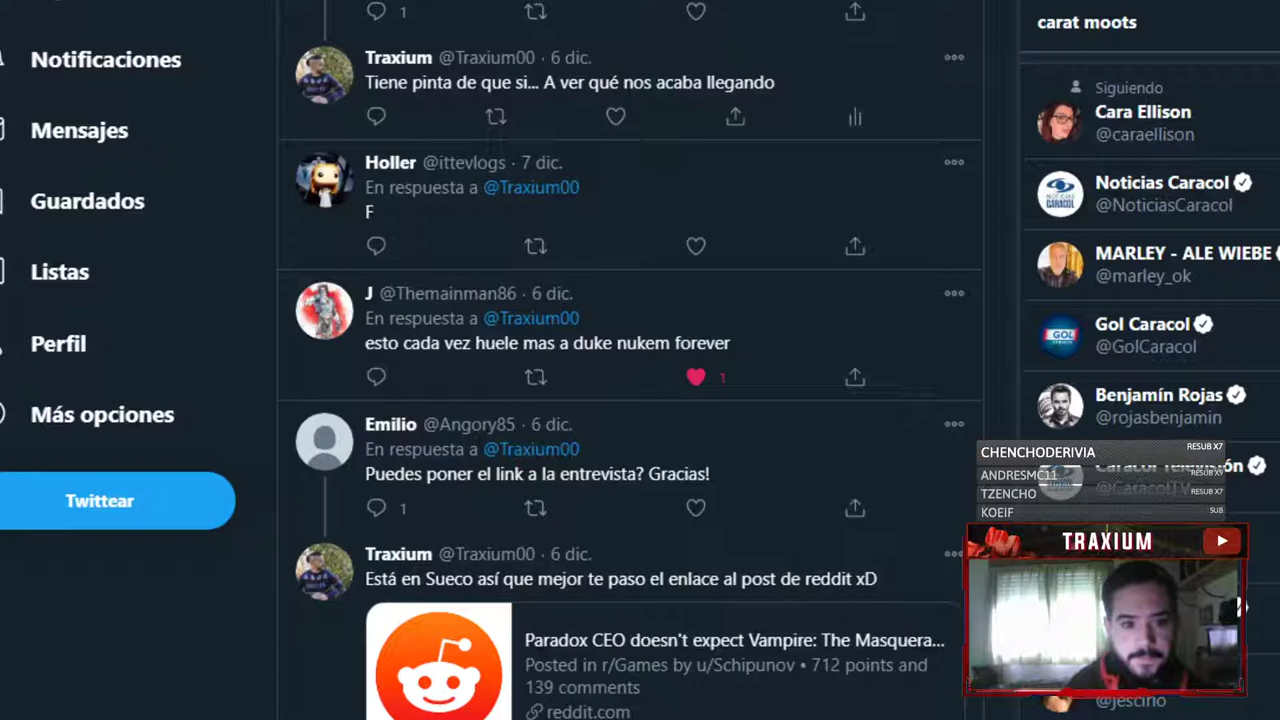 Notificaciones
Mensajes
Guardados
Listas
Perfil
Más opciones
Twittear
1
Traxium @Traxium00 · 6 dic.
Tiene pinta de que si... A ver qué nos acaba llegando
Holler @ittevlogs · 7 dic.
En respuesta a @Traxium00
F
J @Themainman86 · 6 dic.
En respuesta a @Traxium00
esto cada vez huele mas a duke nukem forever
1
Emilio @Angory85 · 6 dic.
En respuesta a @Traxium00
Puedes poner el link a la entrevista? Gracias!
1
Traxium @Traxium00 · 6 dic.
Está en Sueco así que mejor te paso el enlace al post de reddit xD
Paradox CEO doesn't expect Vampire: The Masquera...
Posted in r/Games by u/Schipunov • 712 points and
139 comments
reddit.com
carat moots
Siguiendo
Cara Ellison
@caraellison
Noticias Caracol
@NoticiasCaracol
MARLEY - ALE WIEBE
@marley_ok
Gol Caracol
@GolCaracol
Benjamín Rojas
@rojasbenjamin
Caracol Televisión
@CaracolTV
CHENCHODERIVIA RESUB X7
ANDRESMC11 RESUB X9
TZENCHO RESUB X7
KOEIF SUB
TRAXIUM
@jescino